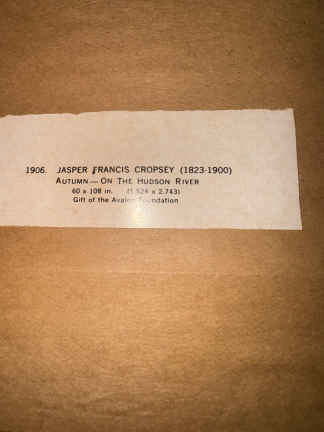 1906. JASPER FRANCIS CROPSEY (1823-1900)
AUTUMN — ON THE HUDSON RIVER
60 x 108 in. (1.524 x 2.743)
Gift of the Avalon Foundation